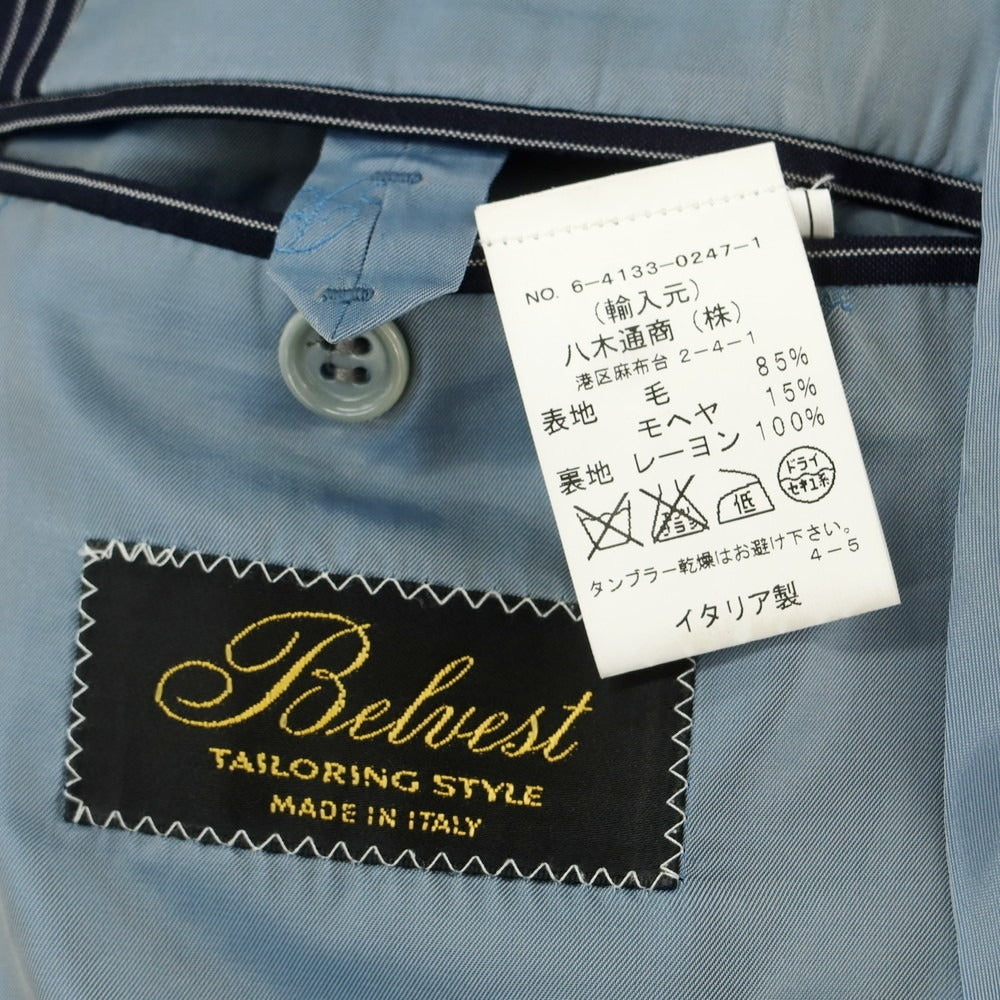 NO. 6-4133-0247-1
(輸入元)
八木通商(株)
港区麻布台 2-4-1
表地 毛 85%
モヘヤ 15%
裏地 レーヨン 100%
低
ドライ
セキユ系
タンブラー乾燥はお避け下さい。
4-5
イタリア製
Belvest
TAILORING STYLE
MADE IN ITALY